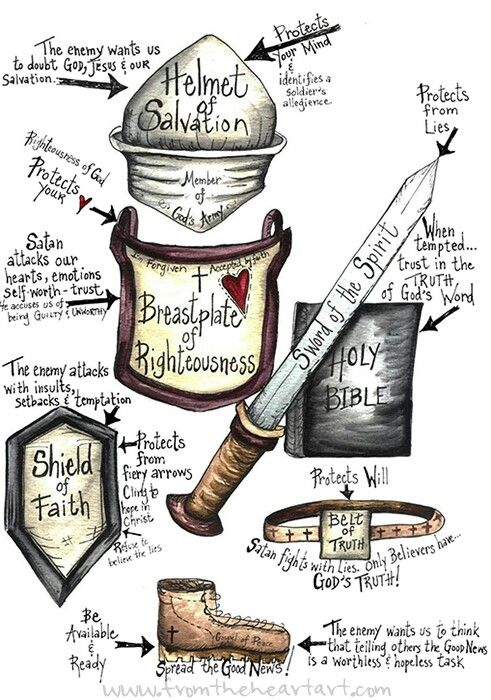 The enemy wants us
to doubt GOD, JESUS & OUR
Salvation...
Protects
Your Mind
&
identifies a
soldier's
allegience
Helmet
of
Salvation
Member
of
God's Army
Protects
from
Lies
Righteousness of God
Protects
YOUR
Satan
attacks our
hearts, emotions
self-worth - trust
He accuses us of
being GUILTY & UNWORTHY
I'm Forgiven
Accepted by faith
Breastplate
of
Righteousness
Sword of the Spirit
When
tempted...
trust in the
TRUTH
of God's Word
HOLY
BIBLE
The enemy attacks
with insults,
setbacks & temptation
Shield
of
Faith
Protects
from
fiery arrows
Cling to
hope in
Christ
Refuse to
believe the lies
Protects Will
BELT
OF
TRUTH
Satan fights with Lies. Only Believers have...
GOD'S TRUTH!
Be
Available
&
Ready
Gospel of Peace
Spread the Good News!
The enemy wants us to think
that telling others the Good News
is a worthless & hopeless task
www.fromtheheartart.com